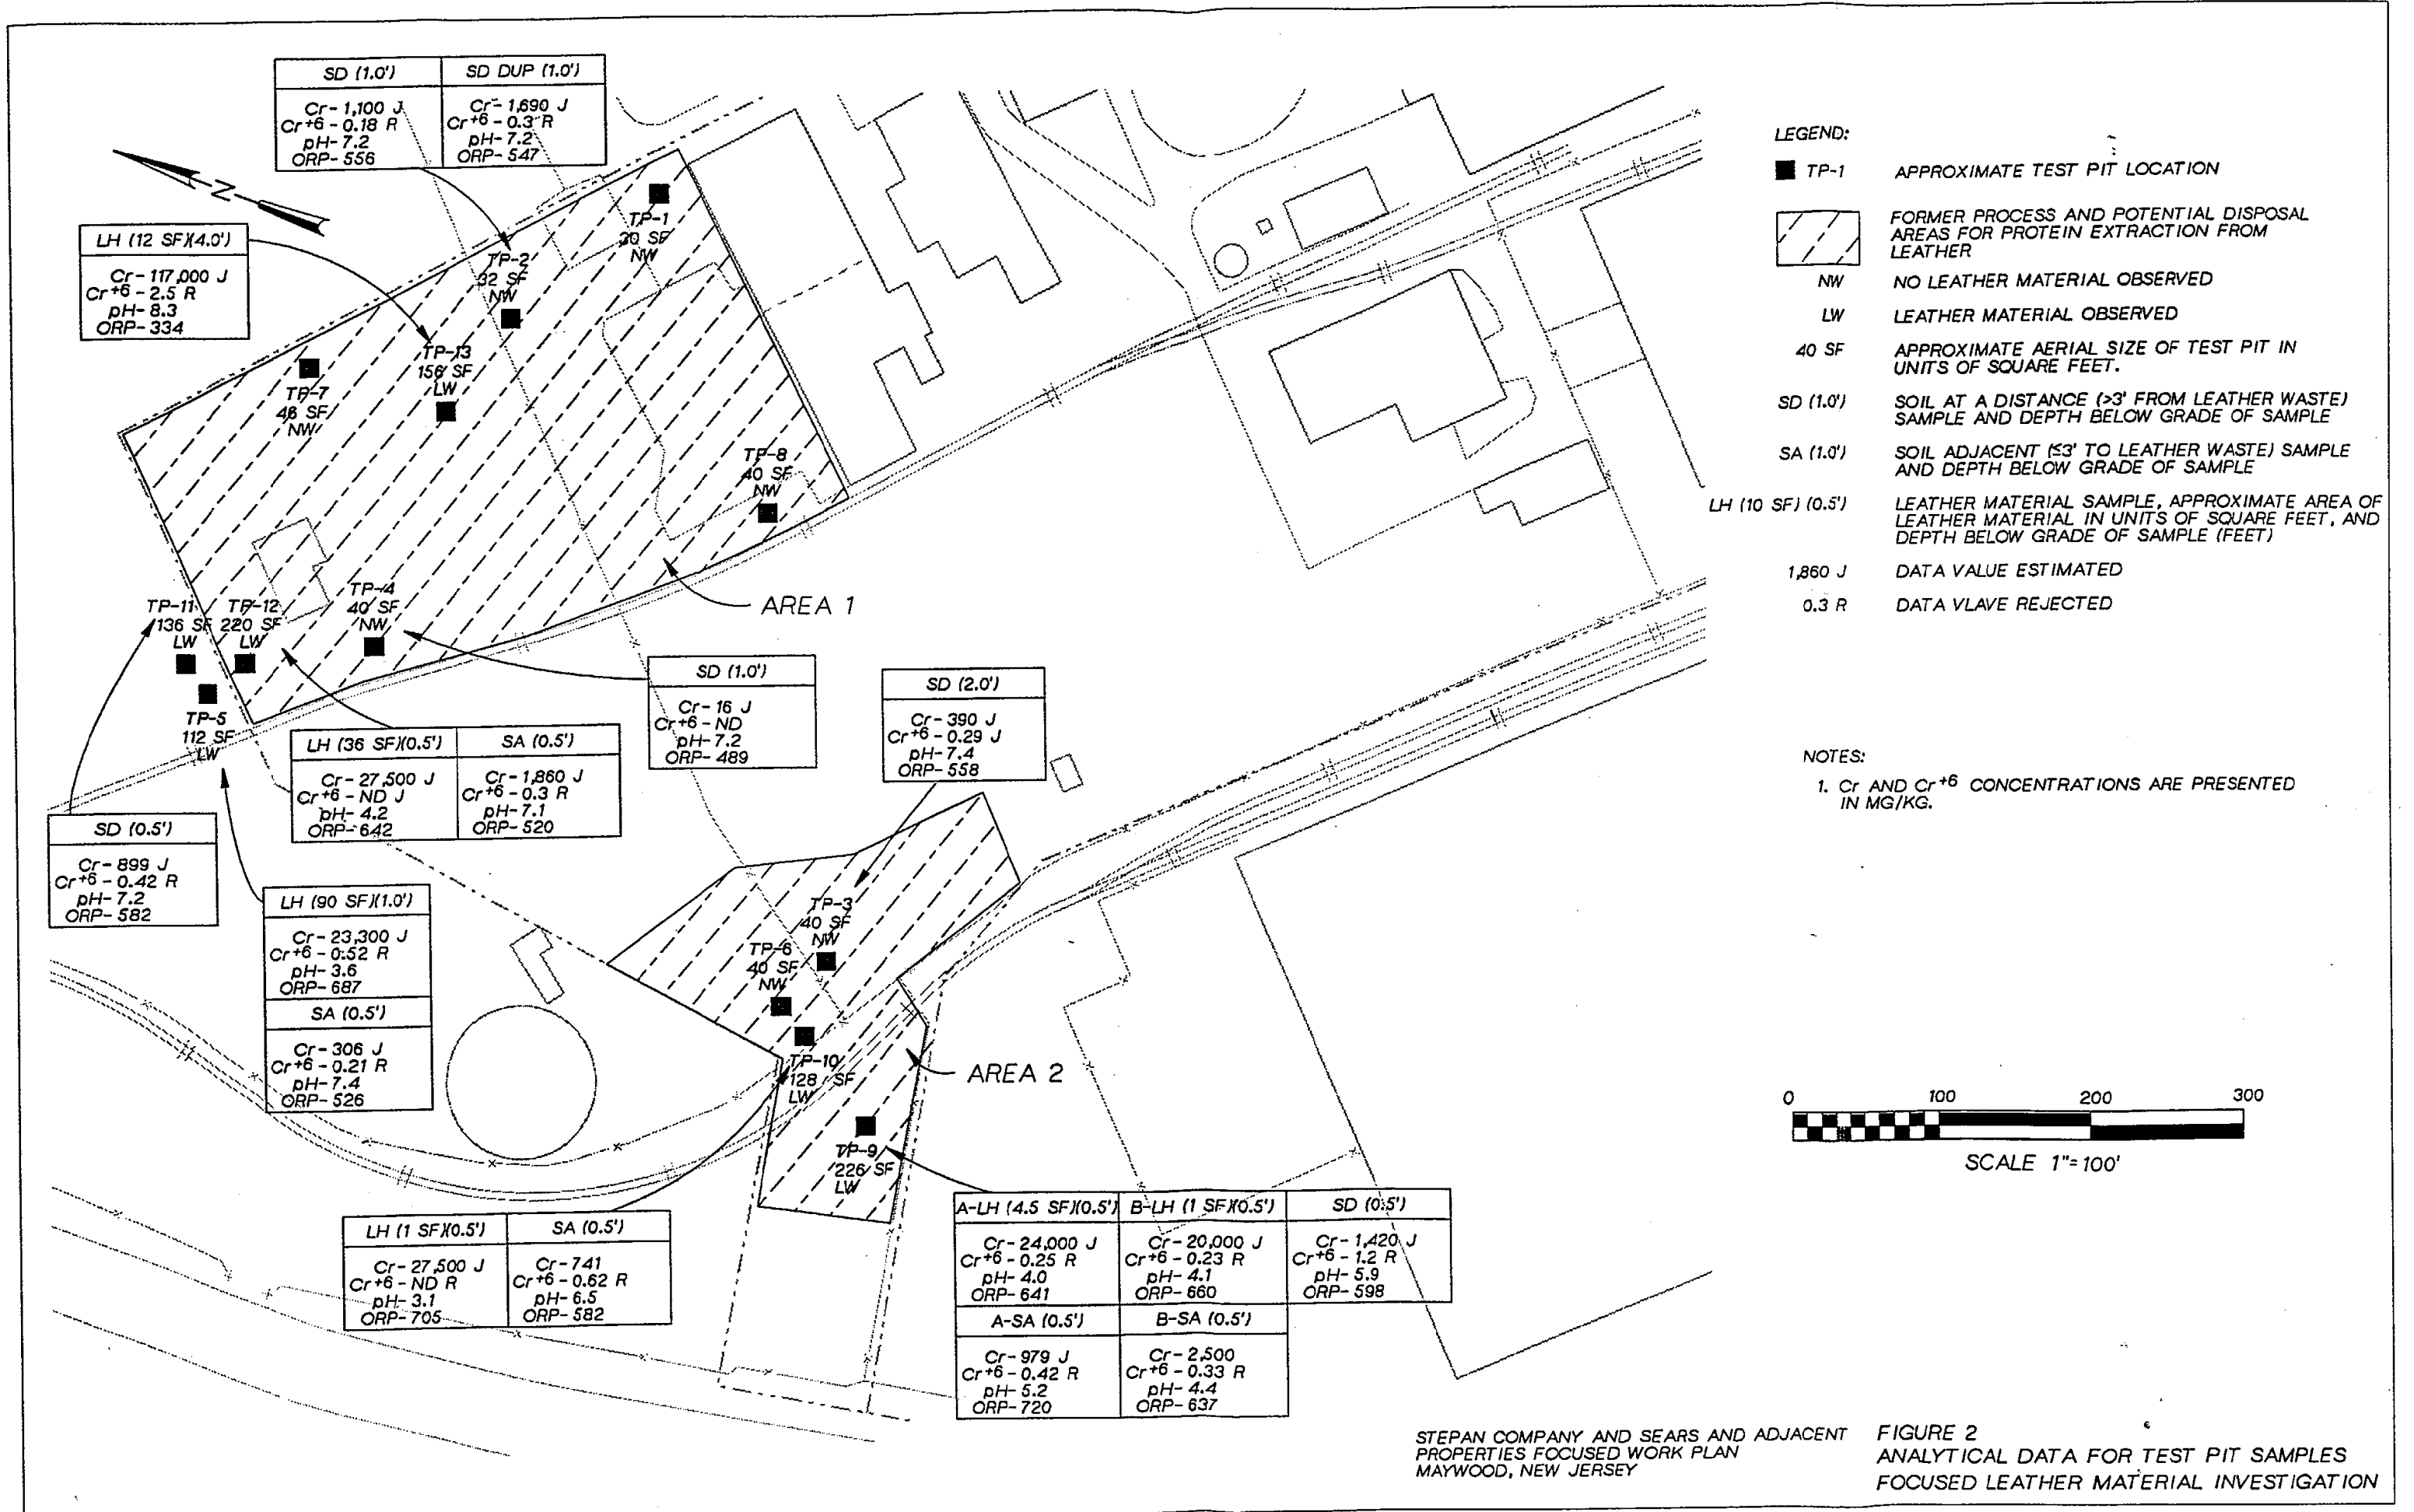 SD (1.0')
SD DUP (1.0')
Cr- 1,100 J
Cr+6 - 0.18 R
pH- 7.2
ORP- 556
Cr- 1,690 J
Cr+6 - 0.3 R
pH- 7.2
ORP- 547
N
LH (12 SF)(4.0')
Cr- 117,000 J
Cr+6 - 2.5 R
pH- 8.3
ORP- 334
TP-1
30 SF
NW
TP-2
32 SF
NW
TP-13
156 SF
LW
TP-7
48 SF
NW
TP-8
40 SF
NW
TP-4
40 SF
NW
TP-11
136 SF
LW
TP-12
220 SF
LW
TP-5
112 SF
LW
AREA 1
SD (1.0')
Cr- 16 J
Cr+6 - ND
pH- 7.2
ORP- 489
SD (2.0')
Cr- 390 J
Cr+6 - 0.29 J
pH- 7.4
ORP- 558
LH (36 SF)(0.5')
SA (0.5')
Cr- 27,500 J
Cr+6 - ND J
pH- 4.2
ORP- 642
Cr- 1,860 J
Cr+6 - 0.3 R
pH- 7.1
ORP- 520
SD (0.5')
Cr- 899 J
Cr+6 - 0.42 R
pH- 7.2
ORP- 582
LH (90 SF)(1.0')
Cr- 23,300 J
Cr+6 - 0.52 R
pH- 3.6
ORP- 687
SA (0.5')
Cr- 306 J
Cr+6 - 0.21 R
pH- 7.4
ORP- 526
TP-3
40 SF
NW
TP-6
40 SF
NW
TP-10
128 SF
LW
AREA 2
TP-9
226 SF
LW
LH (1 SF)(0.5')
SA (0.5')
Cr- 27,500 J
Cr+6 - ND R
pH- 3.1
ORP- 705
Cr- 741
Cr+6 - 0.62 R
pH- 6.5
ORP- 582
A-LH (4.5 SF)(0.5')
B-LH (1 SF)(0.5')
SD (0.5')
Cr- 24,000 J
Cr+6 - 0.25 R
pH- 4.0
ORP- 641
Cr- 20,000 J
Cr+6 - 0.23 R
pH- 4.1
ORP- 660
Cr- 1,420 J
Cr+6 - 1.2 R
pH- 5.9
ORP- 598
A-SA (0.5')
B-SA (0.5')
Cr- 979 J
Cr+6 - 0.42 R
pH- 5.2
ORP- 720
Cr- 2,500
Cr+6 - 0.33 R
pH- 4.4
ORP- 637
LEGEND:
TP-1 APPROXIMATE TEST PIT LOCATION
FORMER PROCESS AND POTENTIAL DISPOSAL
AREAS FOR PROTEIN EXTRACTION FROM
LEATHER
NW NO LEATHER MATERIAL OBSERVED
LW LEATHER MATERIAL OBSERVED
40 SF APPROXIMATE AERIAL SIZE OF TEST PIT IN
UNITS OF SQUARE FEET.
SD (1.0') SOIL AT A DISTANCE (>3' FROM LEATHER WASTE)
SAMPLE AND DEPTH BELOW GRADE OF SAMPLE
SA (1.0') SOIL ADJACENT (≤3' TO LEATHER WASTE) SAMPLE
AND DEPTH BELOW GRADE OF SAMPLE
LH (10 SF) (0.5') LEATHER MATERIAL SAMPLE, APPROXIMATE AREA OF
LEATHER MATERIAL IN UNITS OF SQUARE FEET, AND
DEPTH BELOW GRADE OF SAMPLE (FEET)
1,860 J DATA VALUE ESTIMATED
0.3 R DATA VLAVE REJECTED
NOTES:
1. Cr AND Cr+6 CONCENTRATIONS ARE PRESENTED
IN MG/KG.
0 100 200 300
SCALE 1"=100'
STEPAN COMPANY AND SEARS AND ADJACENT
PROPERTIES FOCUSED WORK PLAN
MAYWOOD, NEW JERSEY
FIGURE 2
ANALYTICAL DATA FOR TEST PIT SAMPLES
FOCUSED LEATHER MATERIAL INVESTIGATION